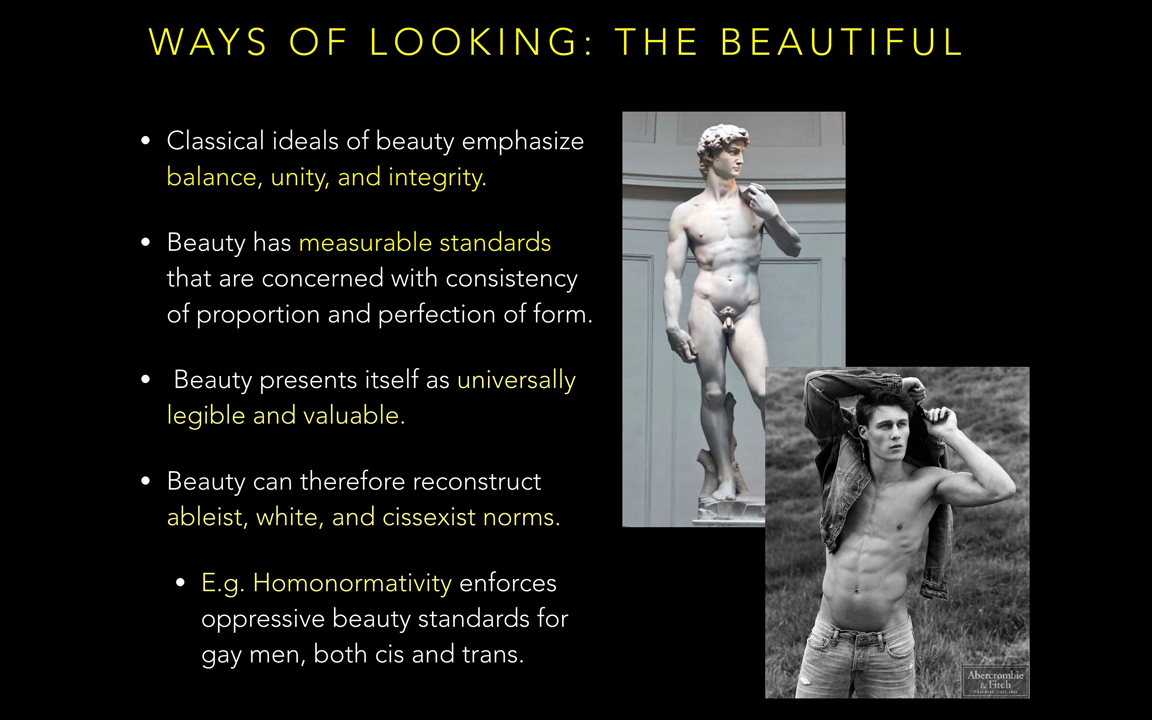 WAYS OF LOOKING: THE BEAUTIFUL
• Classical ideals of beauty emphasize
balance, unity, and integrity.
• Beauty has measurable standards
that are concerned with consistency
of proportion and perfection of form.
• Beauty presents itself as universally
legible and valuable.
• Beauty can therefore reconstruct
ableist, white, and cissexist norms.
• E.g. Homonormativity enforces
oppressive beauty standards for
gay men, both cis and trans.
Abercrombie
& Fitch